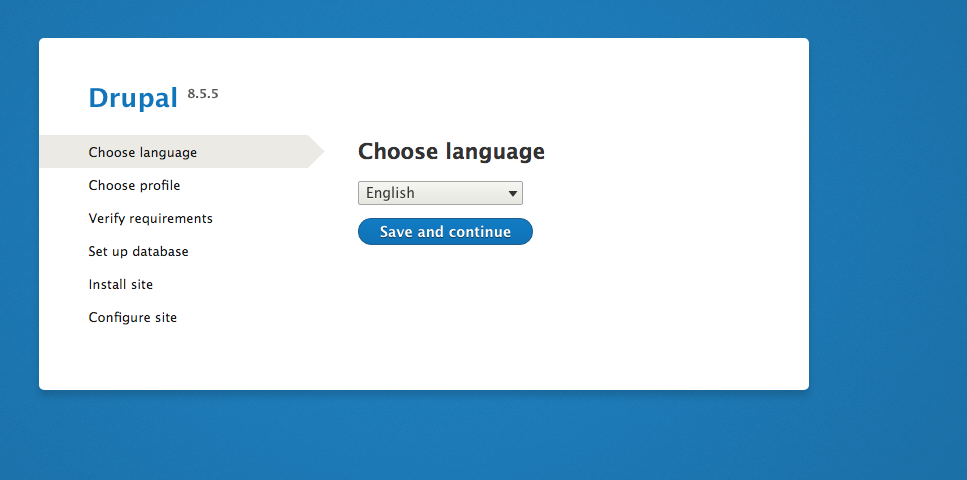 Drupal 8.5.5
Choose language
Choose profile
Verify requirements
Set up database
Install site
Configure site
Choose language
English
Save and continue